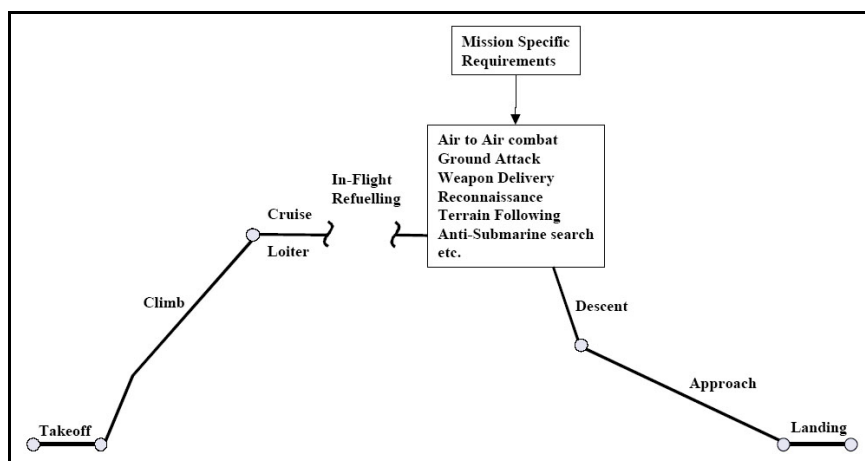 Mission Specific
Requirements
Air to Air combat
Ground Attack
Weapon Delivery
Reconnaissance
Terrain Following
Anti-Submarine search
etc.
In-Flight
Refuelling
Cruise
Loiter
Climb
Descent
Approach
Takeoff
Landing